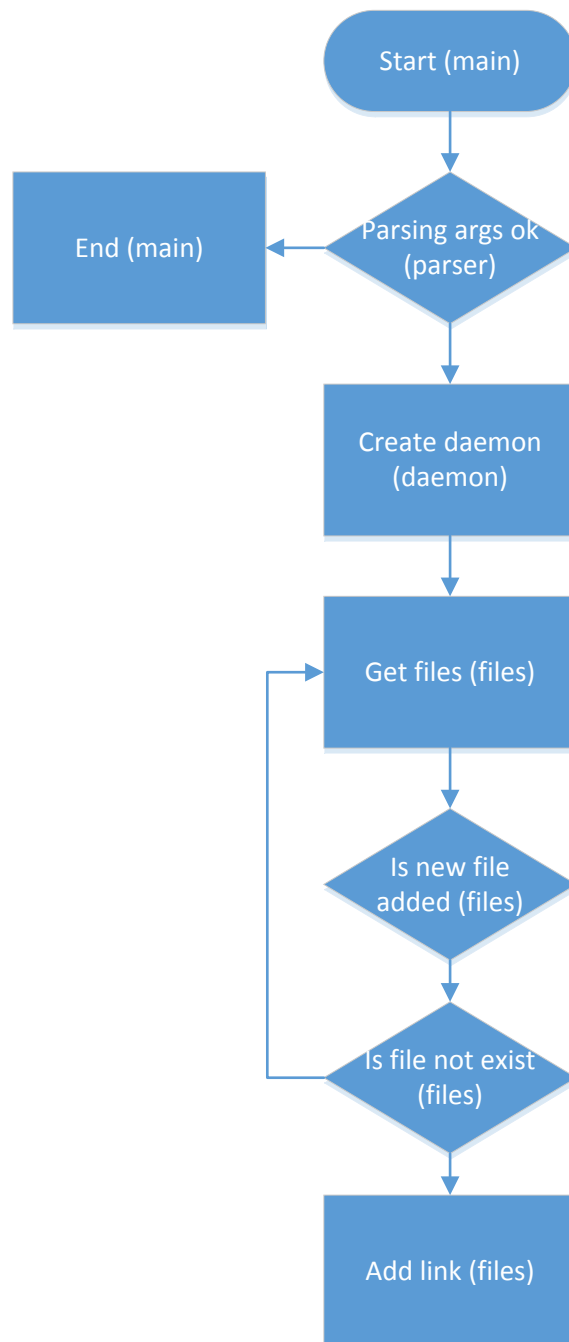 Start (main)
End (main)
Parsing args ok
(parser)
Create daemon
(daemon)
Get files (files)
Is new file
added (files)
Is file not exist
(files)
Add link (files)